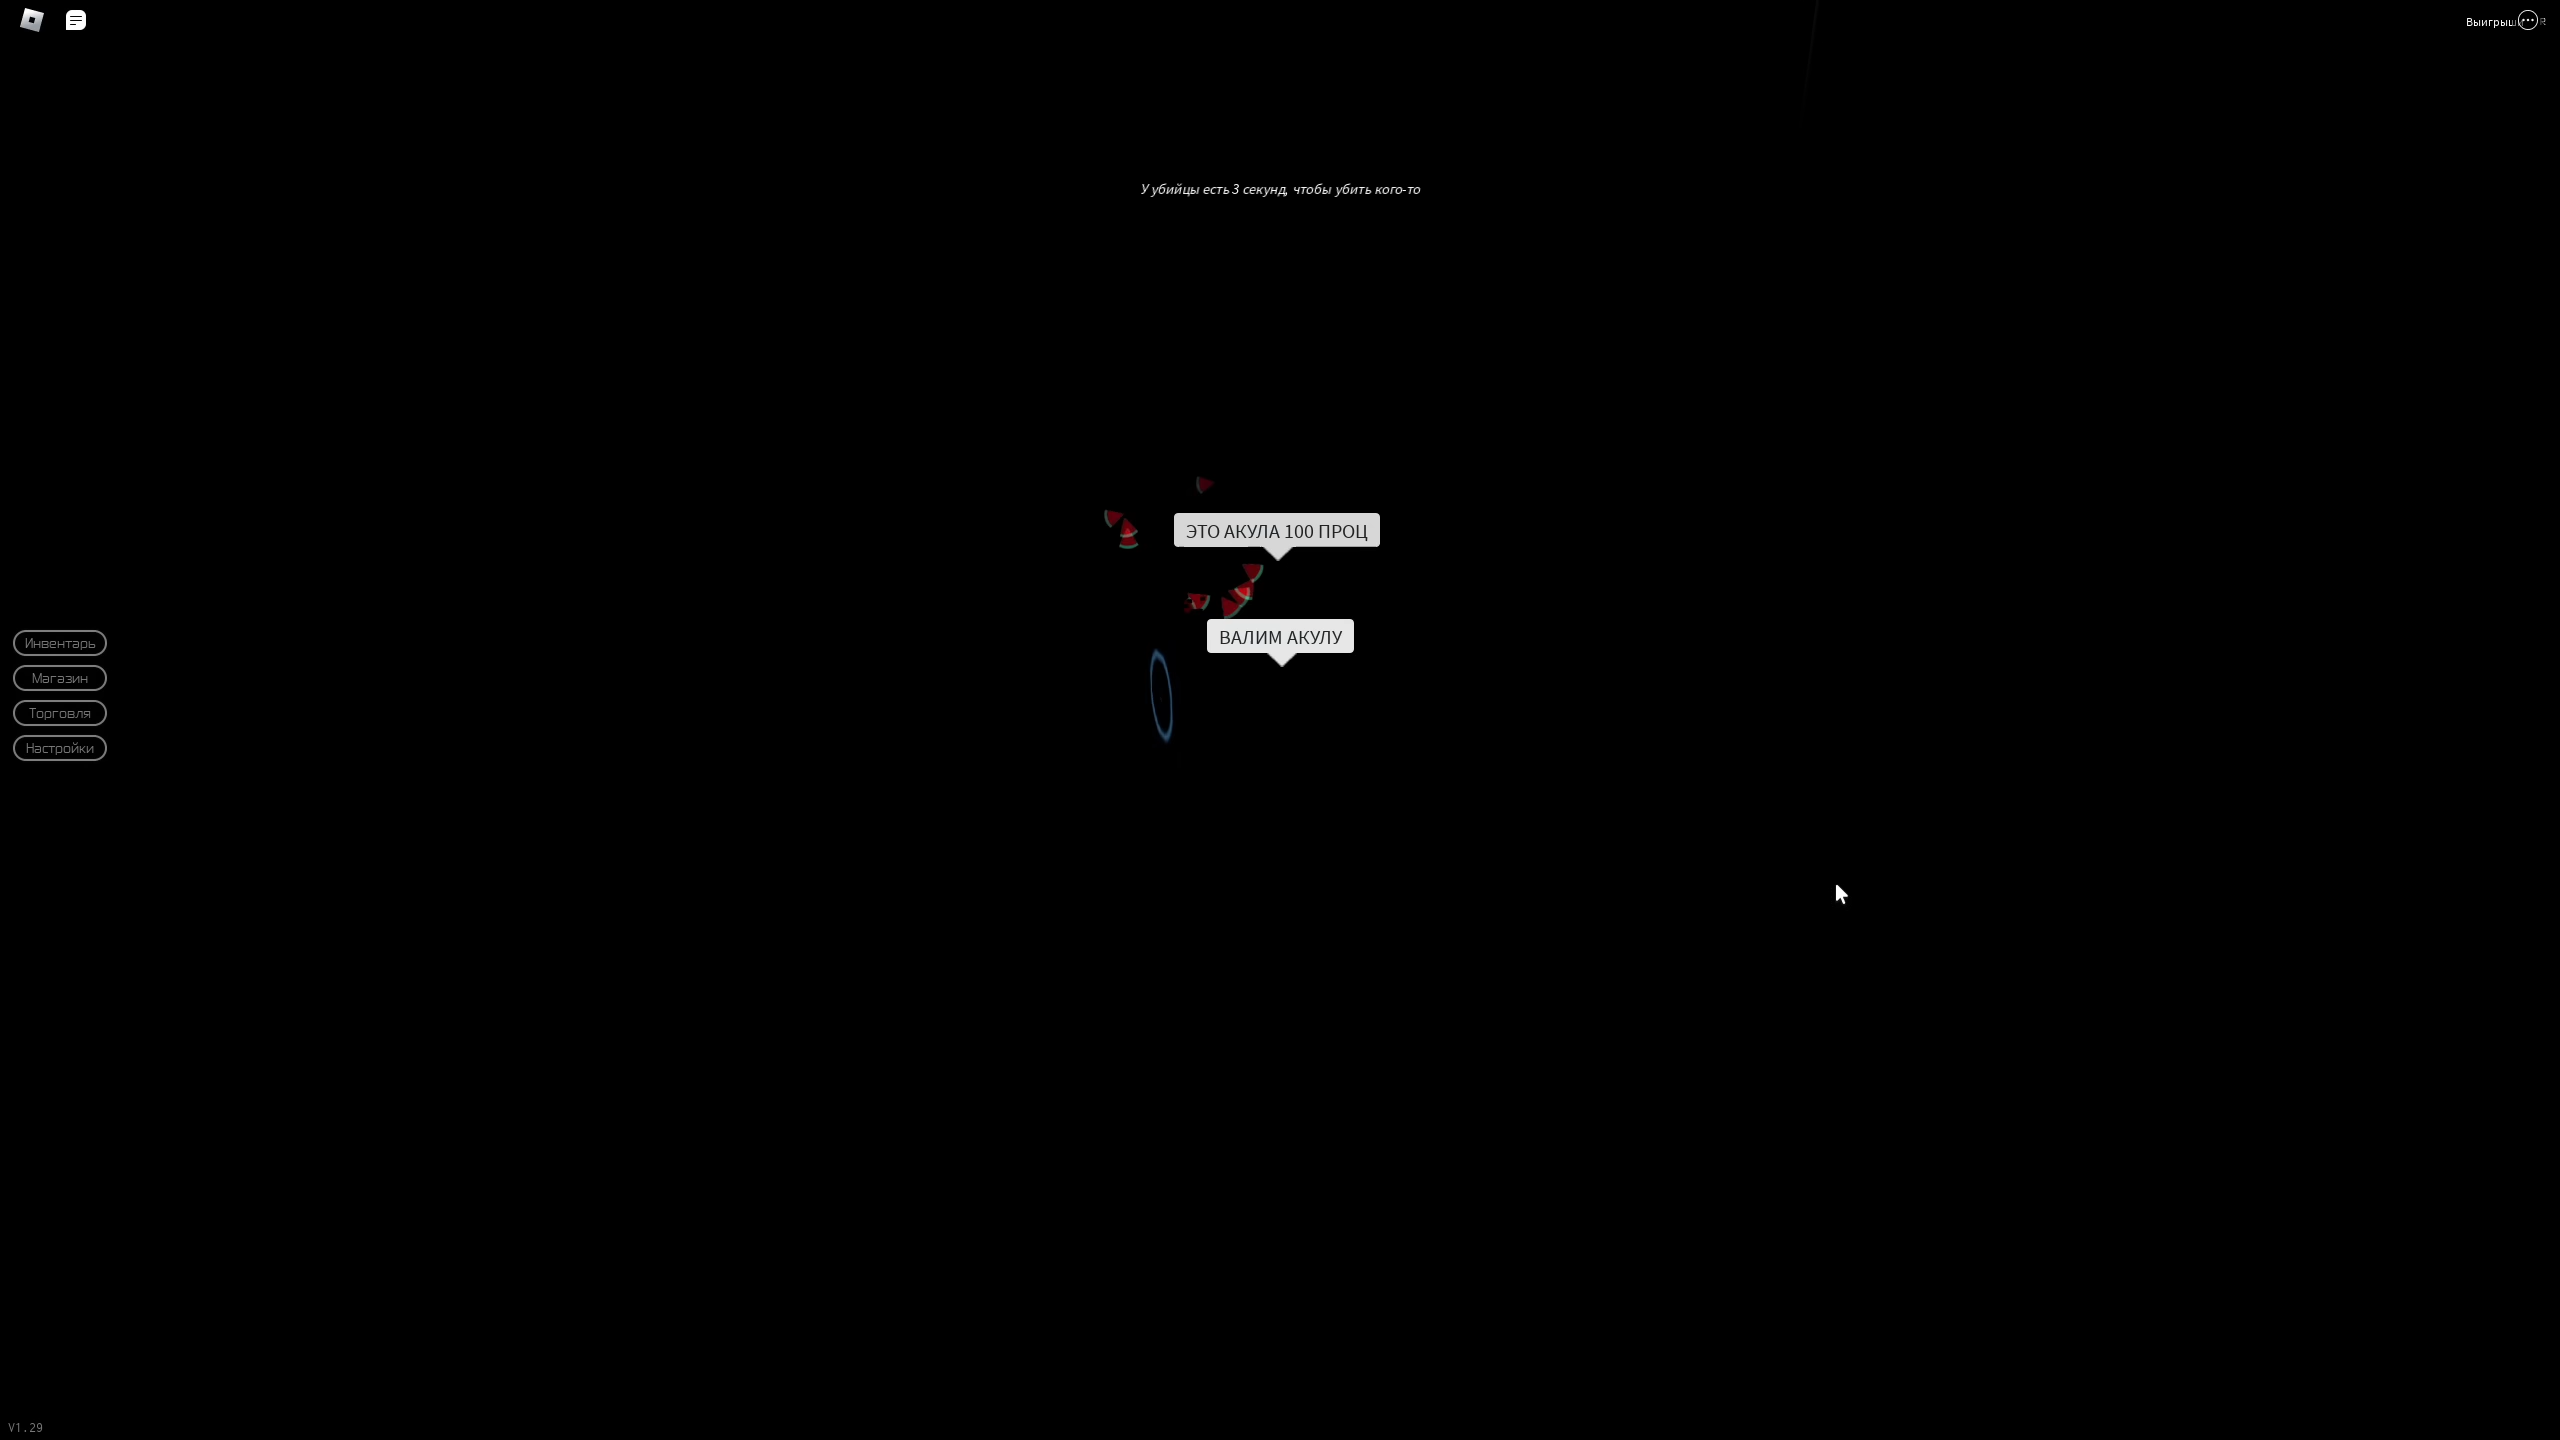 Выигрыш
У убийцы есть 3 секунд, чтобы убить кого-то
ЭТО АКУЛА 100 ПРОЦ
ВАЛИМ АКУЛУ
Инвентарь
Магазин
Торговля
Настройки
V1.29